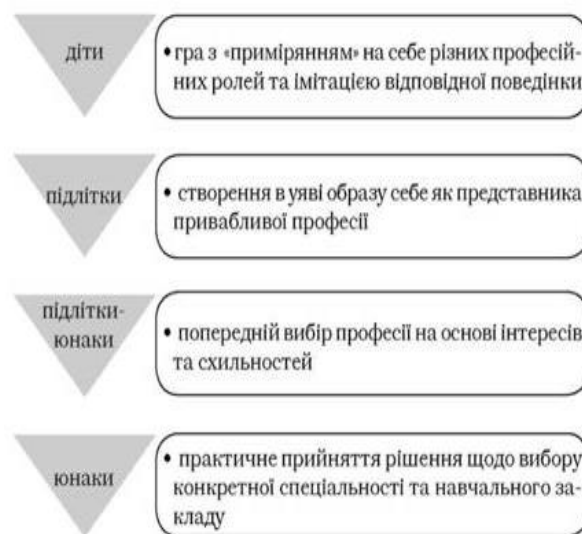 діти
• гра з «примірянням» на себе різних професій-
них ролей та імітацією відповідної поведінки
підлітки
• створення в уяві образу себе як представника
привабливої професії
підлітки-
юнаки
• попередній вибір професії на основі інтересів
та схильностей
юнаки
• практичне прийняття рішення щодо вибору
конкретної спеціальності та навчального за-
кладу